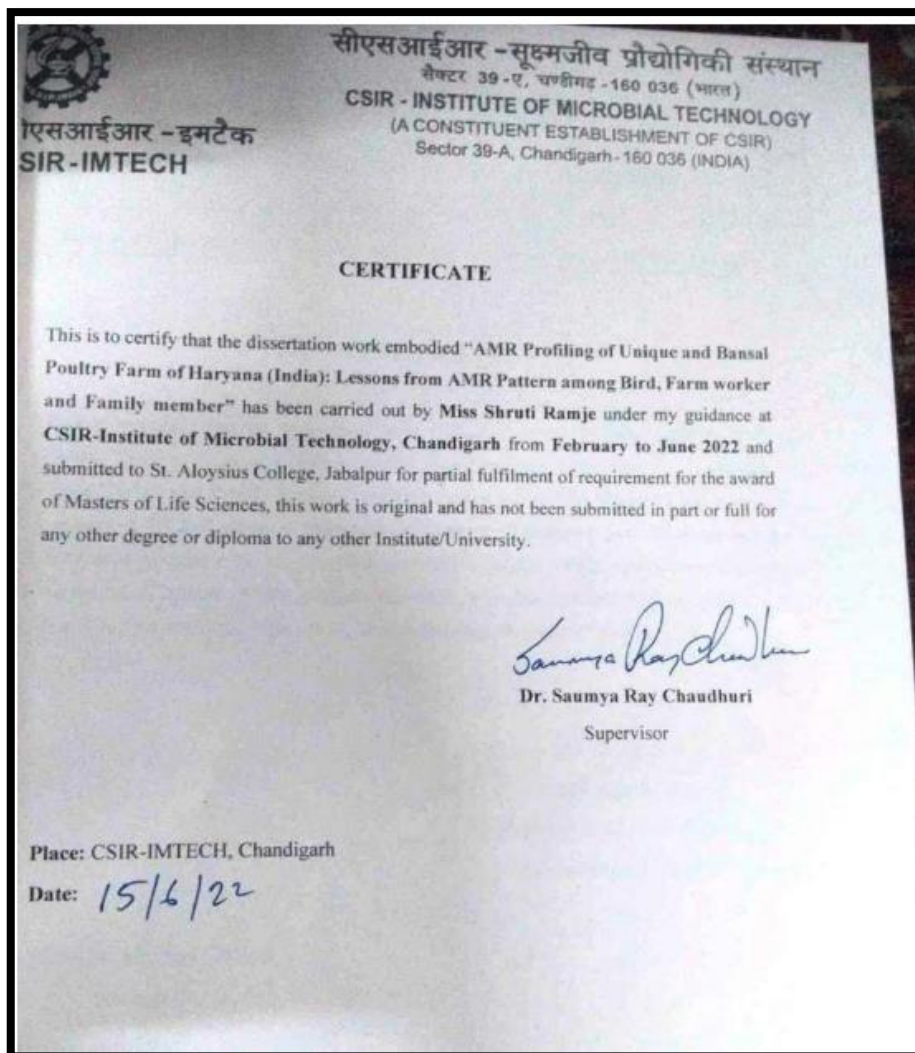 सीएसआईआर -सूक्ष्मजीव प्रौद्योगिकी संस्थान
सैक्टर 39-ए, चण्डीगढ़ -160 036 (भारत)
CSIR - INSTITUTE OF MICROBIAL TECHNOLOGY
(A CONSTITUENT ESTABLISHMENT OF CSIR)
Sector 39-A, Chandigarh- 160 036 (INDIA)
एसआईआर -इमटैक
SIR-IMTECH
CERTIFICATE
This is to certify that the dissertation work embodied “AMR Profiling of Unique and Bansal
Poultry Farm of Haryana (India): Lessons from AMR Pattern among Bird, Farm worker
and Family member” has been carried out by Miss Shruti Ramje under my guidance at
CSIR-Institute of Microbial Technology, Chandigarh from February to June 2022 and
submitted to St. Aloysius College, Jabalpur for partial fulfilment of requirement for the award
of Masters of Life Sciences, this work is original and has not been submitted in part or full for
any other degree or diploma to any other Institute/University.
Saumya Ray Chaudhuri
Dr. Saumya Ray Chaudhuri
Supervisor
Place: CSIR-IMTECH, Chandigarh
Date: 15/6/22